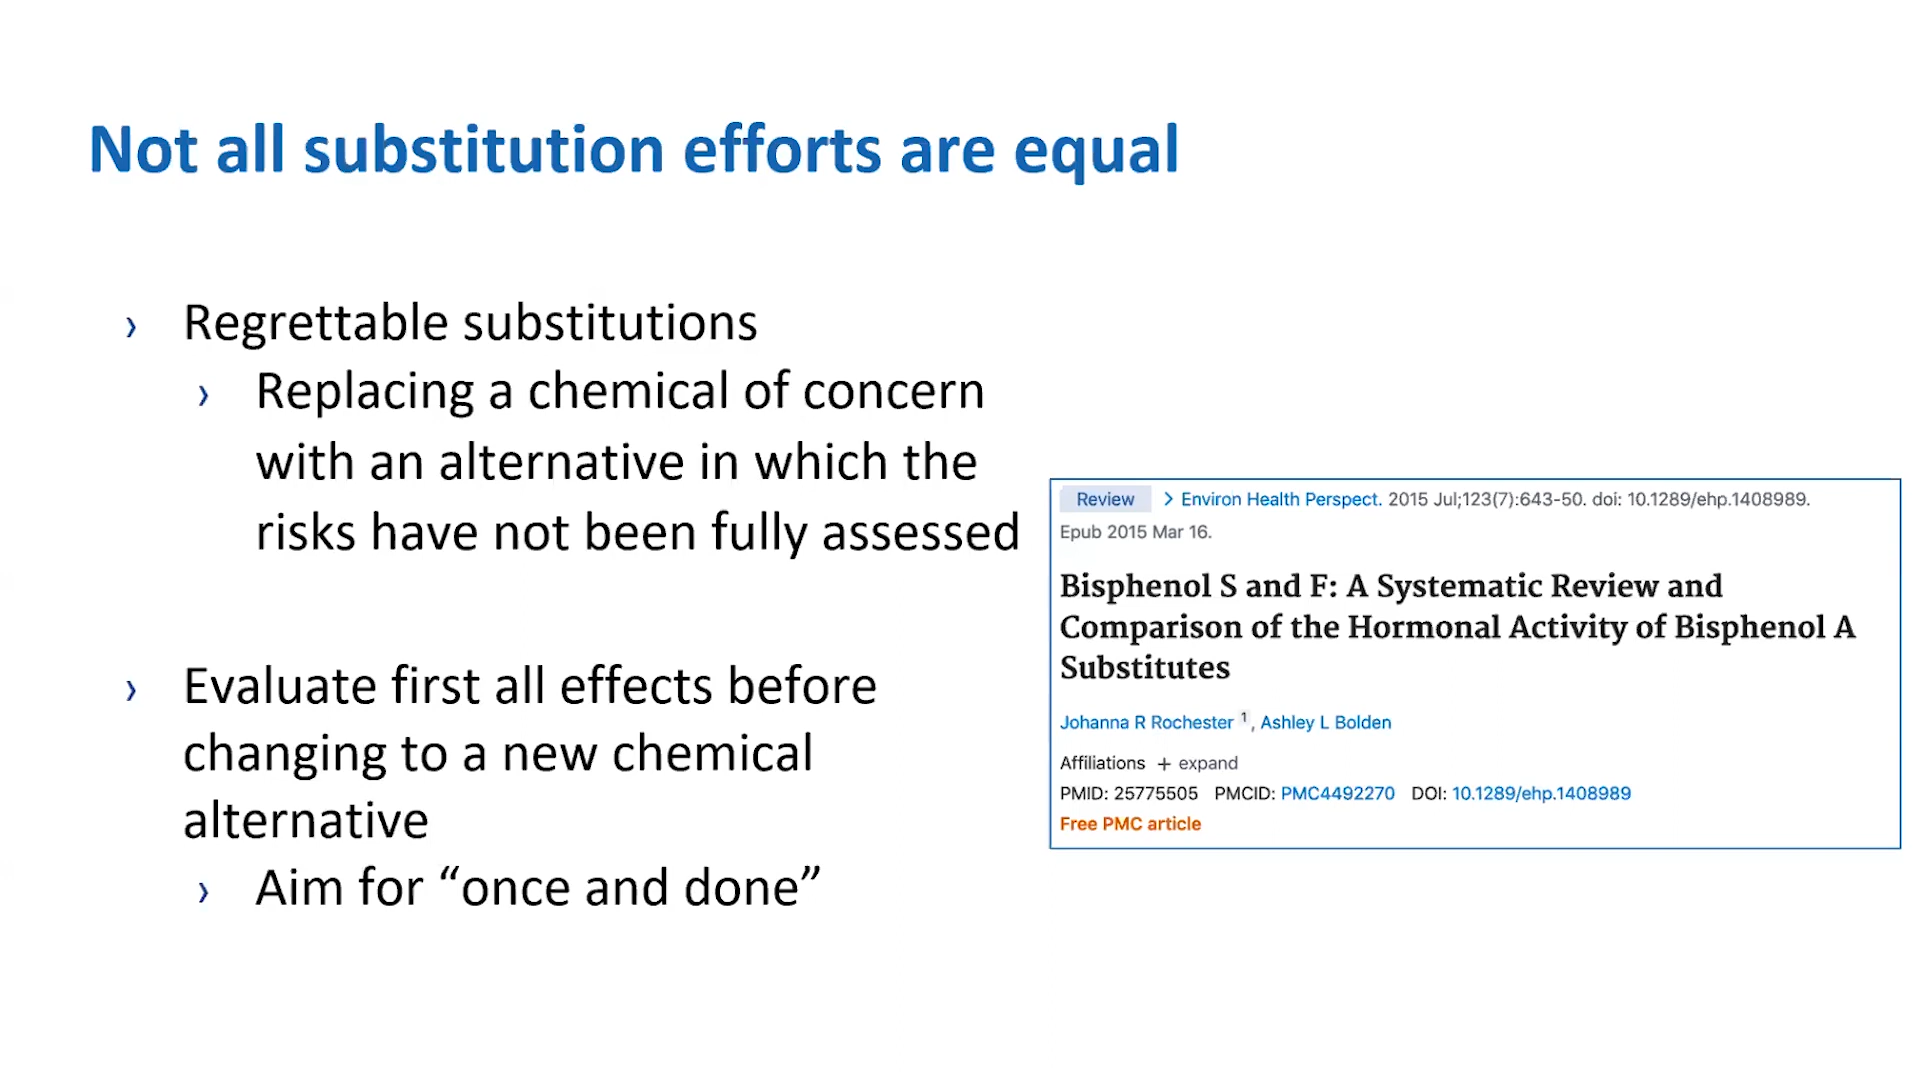 Not all substitution efforts are equal
› Regrettable substitutions
› Replacing a chemical of concern
with an alternative in which the
risks have not been fully assessed
› Evaluate first all effects before
changing to a new chemical
alternative
› Aim for “once and done”
Review > Environ Health Perspect. 2015 Jul;123(7):643-50. doi: 10.1289/ehp.1408989.
Epub 2015 Mar 16.
Bisphenol S and F: A Systematic Review and
Comparison of the Hormonal Activity of Bisphenol A
Substitutes
Johanna R Rochester 1, Ashley L Bolden
Affiliations + expand
PMID: 25775505 PMCID: PMC4492270 DOI: 10.1289/ehp.1408989
Free PMC article